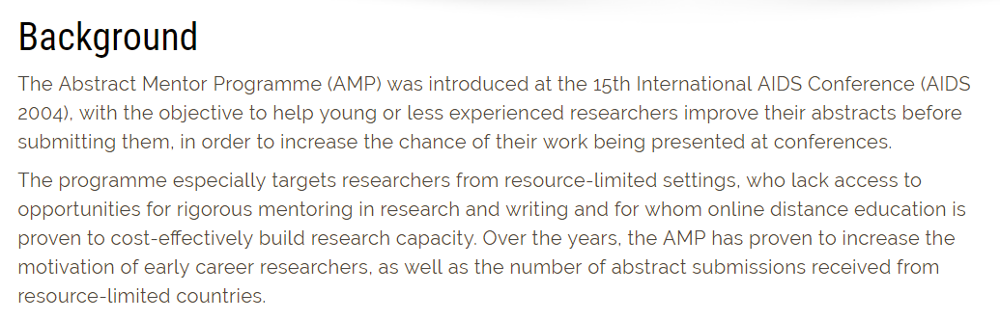 Background
The Abstract Mentor Programme (AMP) was introduced at the 15th International AIDS Conference (AIDS
2004), with the objective to help young or less experienced researchers improve their abstracts before
submitting them, in order to increase the chance of their work being presented at conferences.
The programme especially targets researchers from resource-limited settings, who lack access to
opportunities for rigorous mentoring in research and writing and for whom online distance education is
proven to cost-effectively build research capacity. Over the years, the AMP has proven to increase the
motivation of early career researchers, as well as the number of abstract submissions received from
resource-limited countries.